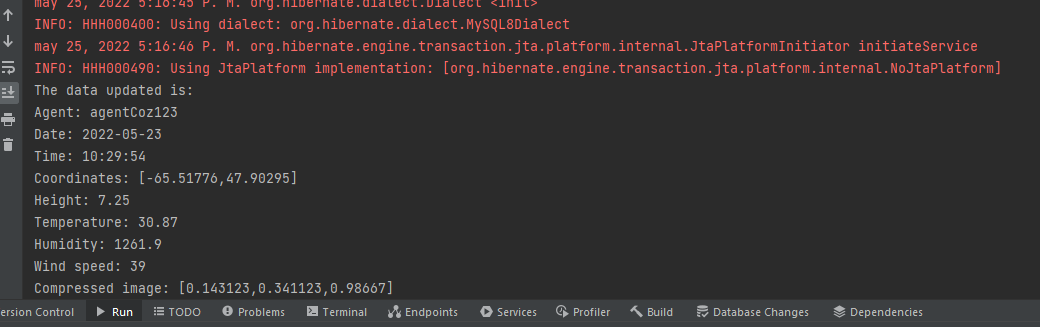 may 25, 2022 5:16:45 P. M. org.hibernate.dialect.Dialect <init>
INFO: HHH000400: Using dialect: org.hibernate.dialect.MySQL8Dialect
may 25, 2022 5:16:46 P. M. org.hibernate.engine.transaction.jta.platform.internal.JtaPlatformInitiator initiateService
INFO: HHH000490: Using JtaPlatform implementation: [org.hibernate.engine.transaction.jta.platform.internal.NoJtaPlatform]
The data updated is:
Agent: agentCoz123
Date: 2022-05-23
Time: 10:29:54
Coordinates: [-65.51776,47.90295]
Height: 7.25
Temperature: 30.87
Humidity: 1261.9
Wind speed: 39
Compressed image: [0.143123,0.341123,0.98667]
ersion Control Run TODO Problems Terminal Endpoints Services Profiler Build Database Changes Dependencies